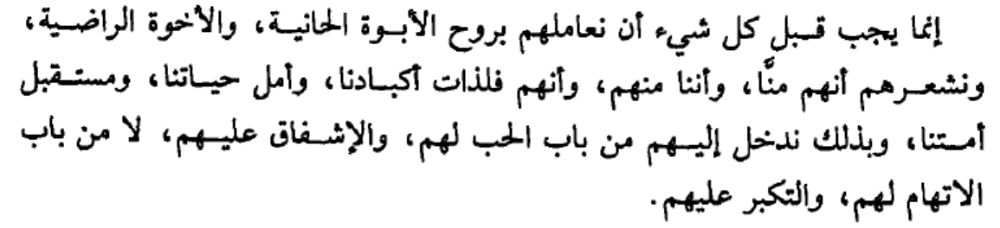 إنما يجب قبل كل شيء أن نعاملهم بروح الأبوة الحانية، والأخوة الراضية،
ونشعرهم أنهم منَّا، وأننا منهم، وأنهم فلذات أكبادنا، وأمل حياتنا، ومستقبل
أمتنا، وبذلك ندخل إليهم من باب الحب لهم، والإشفاق عليهم، لا من باب
الاتهام لهم، والتكبر عليهم.